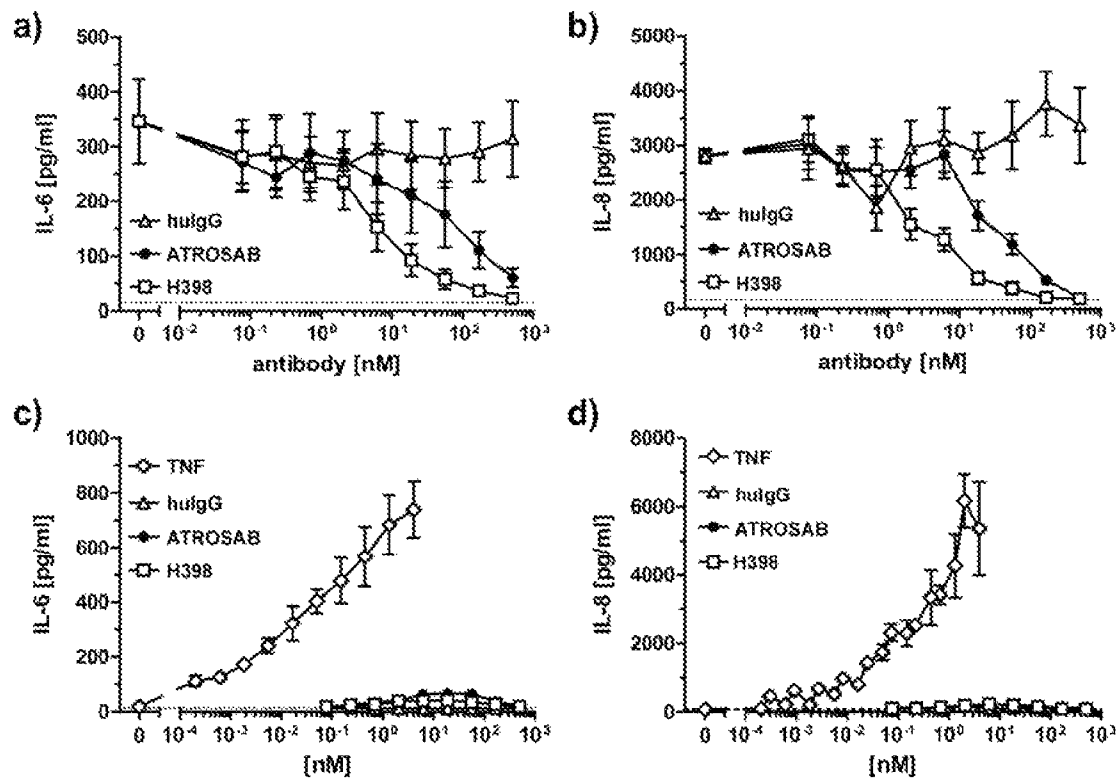 a)
500
400
300
200
100
0
IL-6 [pg/ml]
huIgG
ATROSAB
H398
0 10⁻² 10⁻¹ 10⁰ 10¹ 10² 10³
antibody [nM]
b)
5000
4000
3000
2000
1000
0
IL-8 [pg/ml]
huIgG
ATROSAB
H398
0 10⁻² 10⁻¹ 10⁰ 10¹ 10² 10³
antibody [nM]
c)
1000
800
600
400
200
0
IL-6 [pg/ml]
TNF
huIgG
ATROSAB
H398
0 10⁻⁴ 10⁻³ 10⁻² 10⁻¹ 10⁰ 10¹ 10² 10³
[nM]
d)
8000
6000
4000
2000
0
IL-8 [pg/ml]
TNF
huIgG
ATROSAB
H398
0 10⁻⁴ 10⁻³ 10⁻² 10⁻¹ 10⁰ 10¹ 10² 10³
[nM]